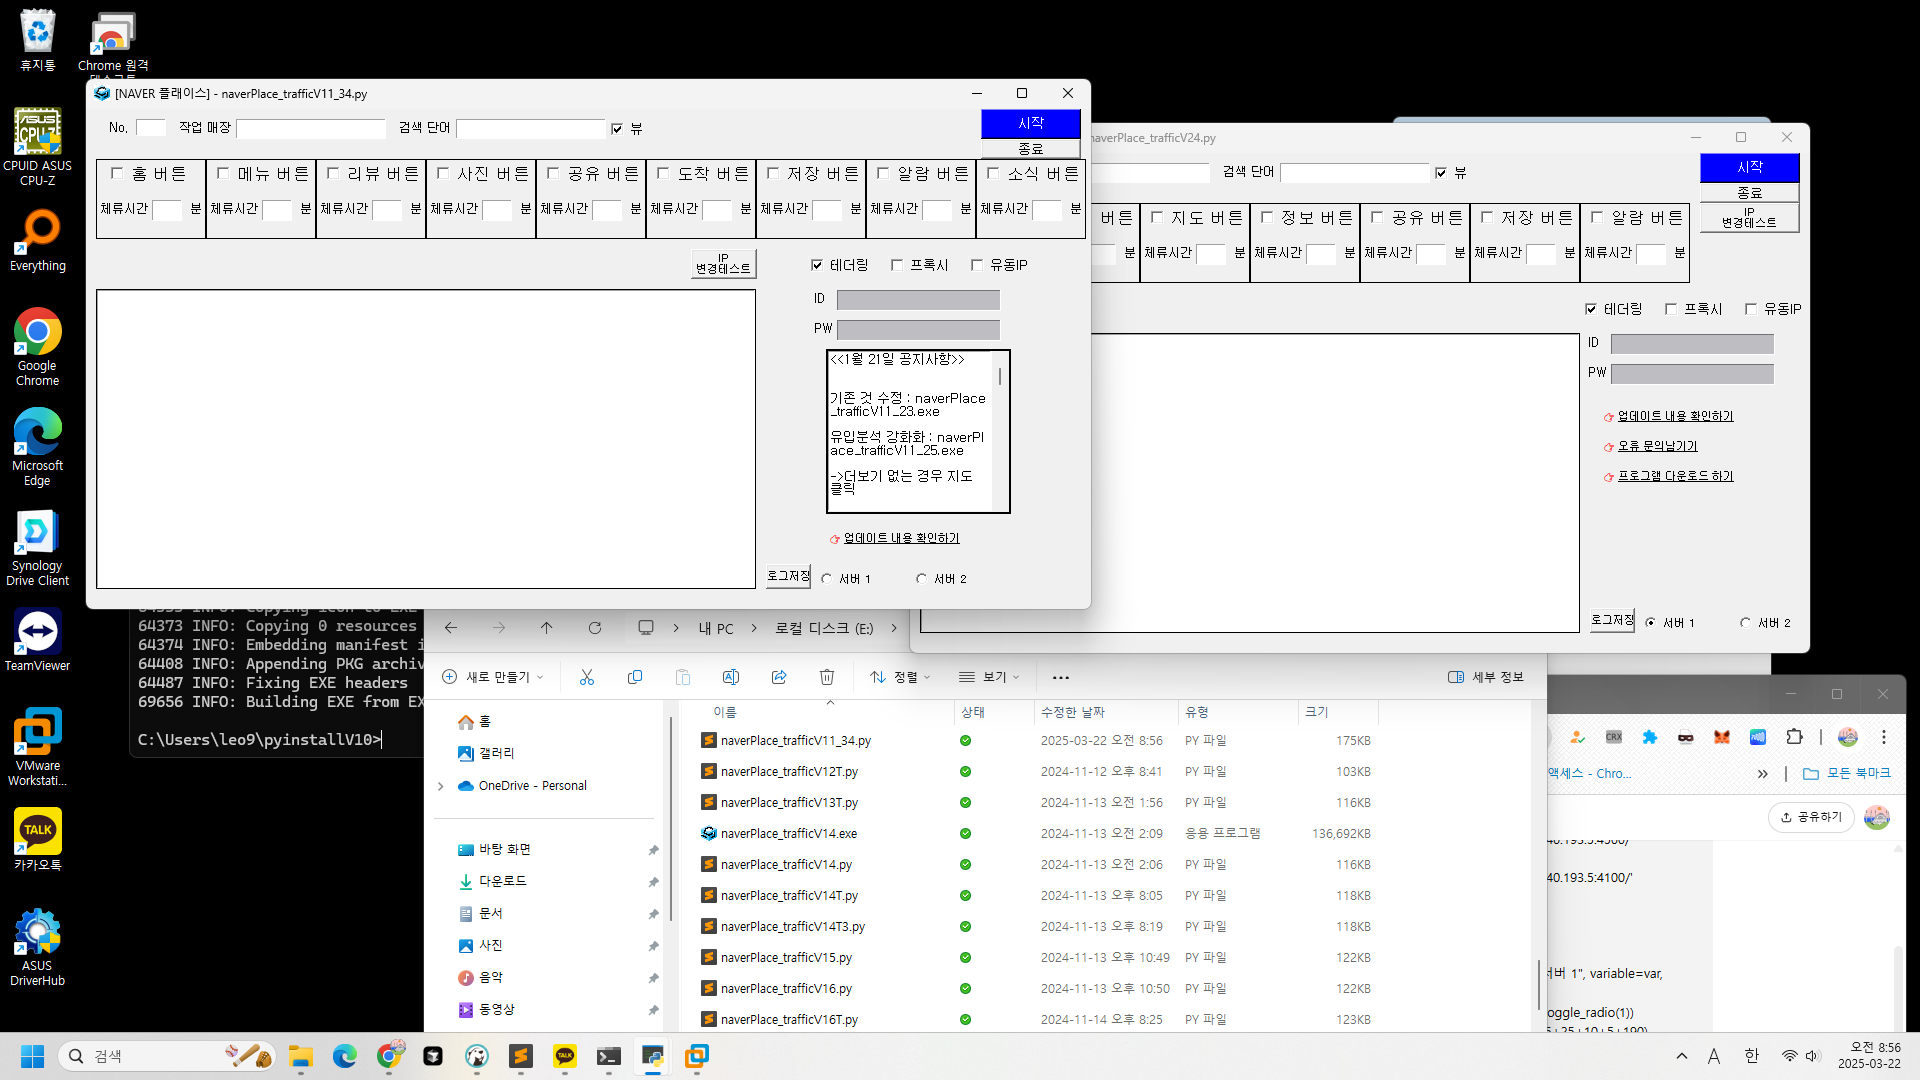 휴지통
Chrome 원격
CPUID ASUS
CPU-Z
Everything
Google
Chrome
Microsoft
Edge
Synology
Drive Client
TeamViewer
VMware
Workstati...
카카오톡
ASUS
DriverHub
[NAVER 플래이스] - naverPlace_trafficV11_34.py
No. 작업 매장 검색 단어 뷰
시작
종료
홈 버튼 메뉴 버튼 리뷰 버튼 사진 버튼 공유 버튼 도착 버튼 저장 버튼 알람 버튼 소식 버튼
체류시간 분 체류시간 분 체류시간 분 체류시간 분 체류시간 분 체류시간 분 체류시간 분 체류시간 분 체류시간 분
IP
변경테스트
테더링 프록시 유동IP
ID
PW
<<1월 21일 공지사항>>
기존 것 수정 : naverPlace
_trafficV11_23.exe
유입분석 강화화 : naverPl
ace_trafficV11_25.exe
->더보기 없는 경우 지도
클릭
업데이트 내용 확인하기
로그저장 서버 1 서버 2
naverPlace_trafficV24.py
검색 단어 뷰
시작
종료
IP
변경테스트
버튼 지도 버튼 정보 버튼 공유 버튼 저장 버튼 알람 버튼
분 체류시간 분 체류시간 분 체류시간 분 체류시간 분 체류시간 분
테더링 프록시 유동IP
ID
PW
업데이트 내용 확인하기
오류 문의남기기
프로그램 다운로드 하기
로그저장 서버 1 서버 2
64373 INFO: Copying 0 resources
64374 INFO: Embedding manifest i
64408 INFO: Appending PKG archiv
64487 INFO: Fixing EXE headers
69656 INFO: Building EXE from EX
C:\Users\leo9\pyinstallV10>
내 PC 로컬 디스크 (E:)
새로 만들기 정렬 보기 세부 정보
홈
갤러리
OneDrive - Personal
바탕 화면
다운로드
문서
사진
음악
동영상
이름 상태 수정한 날짜 유형 크기
naverPlace_trafficV11_34.py 2025-03-22 오전 8:56 PY 파일 175KB
naverPlace_trafficV12T.py 2024-11-12 오후 8:41 PY 파일 103KB
naverPlace_trafficV13T.py 2024-11-13 오전 1:56 PY 파일 116KB
naverPlace_trafficV14.exe 2024-11-13 오전 2:09 응용 프로그램 136,692KB
naverPlace_trafficV14.py 2024-11-13 오전 2:06 PY 파일 116KB
naverPlace_trafficV14T.py 2024-11-13 오후 8:05 PY 파일 118KB
naverPlace_trafficV14T3.py 2024-11-13 오후 8:19 PY 파일 118KB
naverPlace_trafficV15.py 2024-11-13 오후 10:49 PY 파일 122KB
naverPlace_trafficV16.py 2024-11-13 오후 10:50 PY 파일 122KB
naverPlace_trafficV16T.py 2024-11-14 오후 8:25 PY 파일 123KB
액세스 - Chro...
모든 북마크
공유하기
40.193.5:4100/'
서버 1", variable=var,
oggle_radio(1))
검색
A 한
오전 8:56
2025-03-22